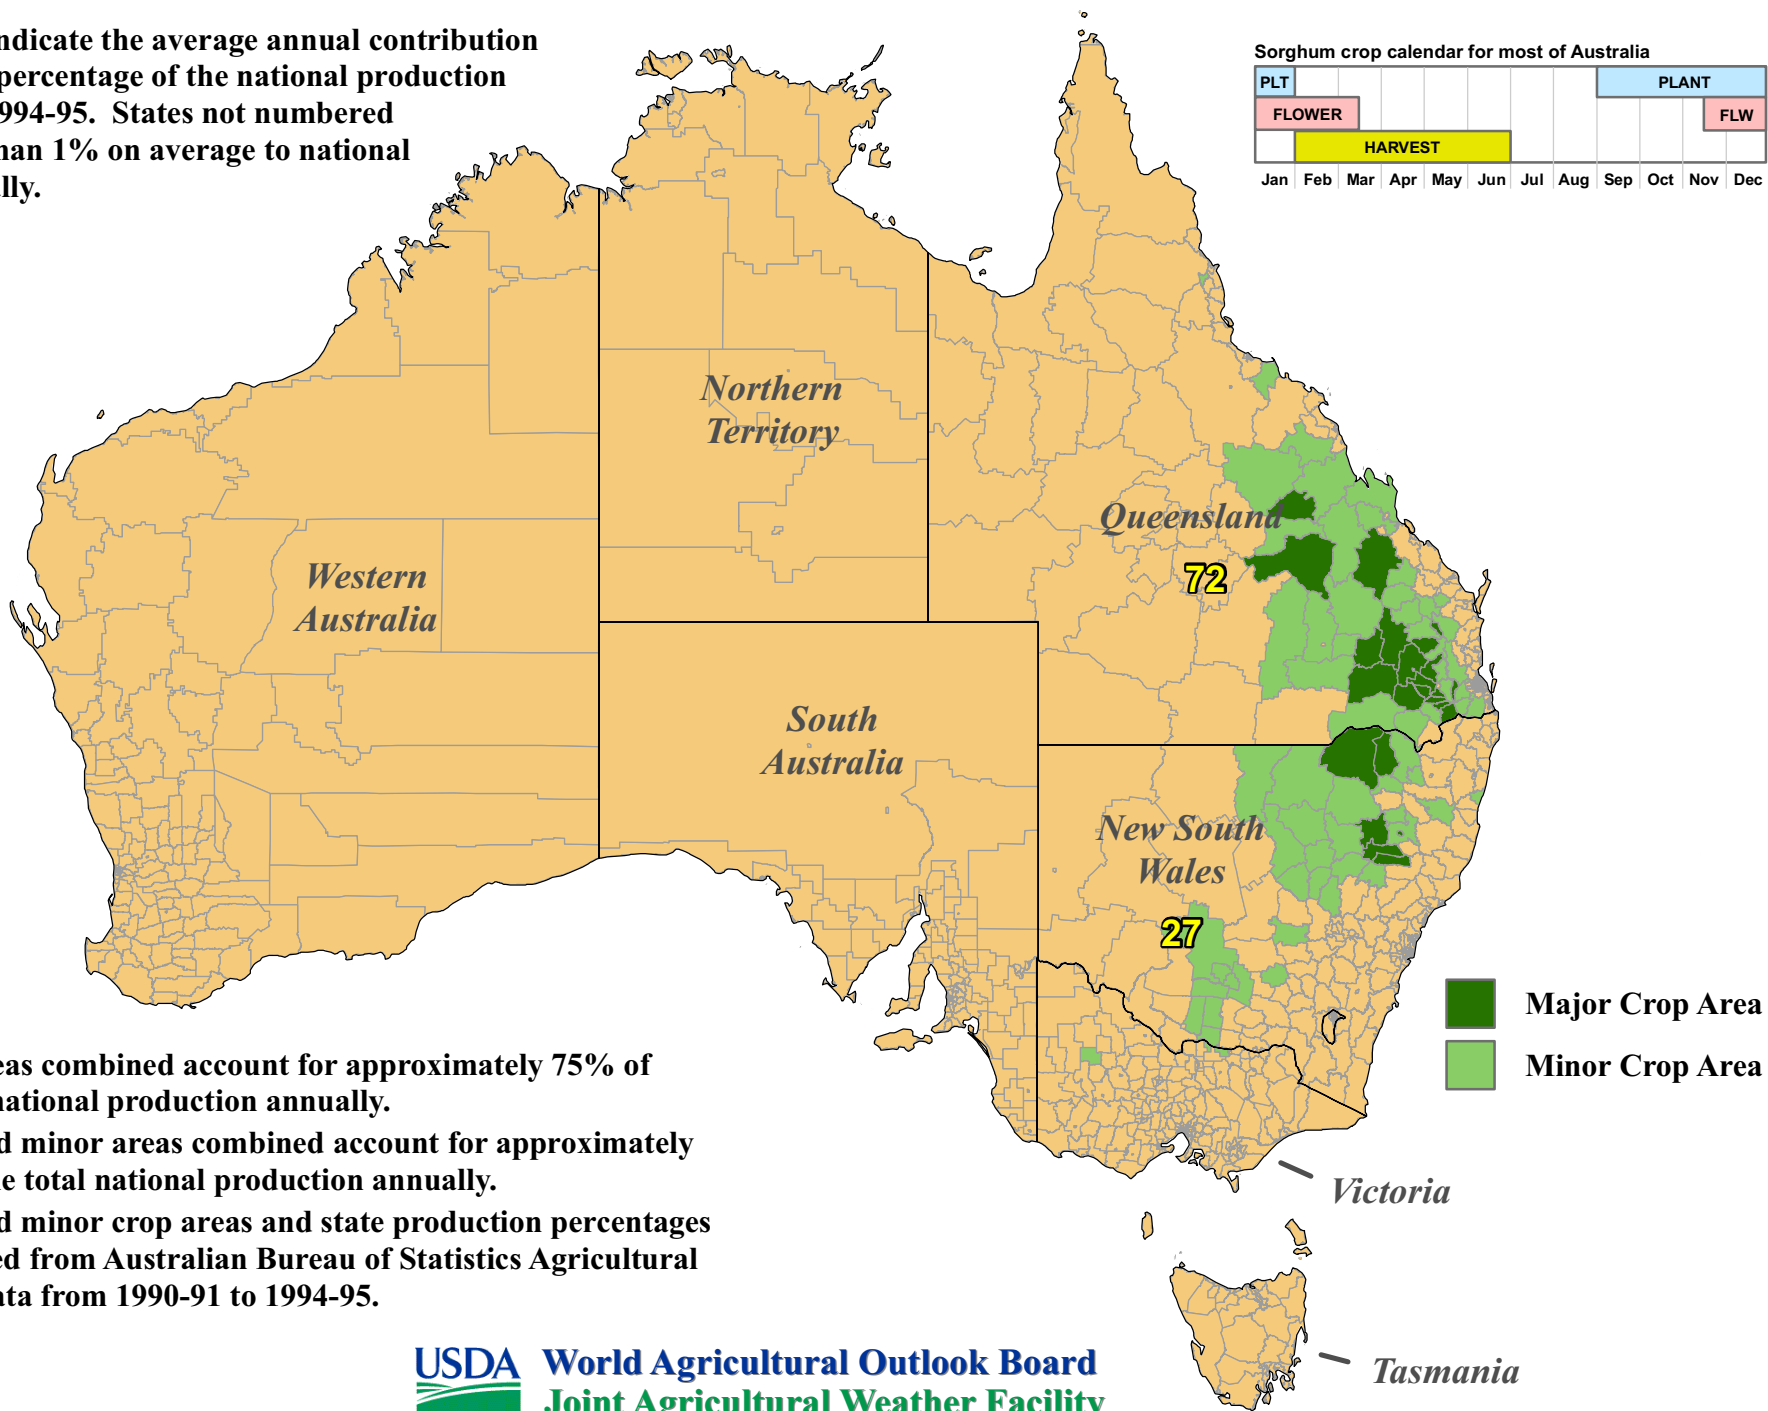 ndicate the average annual contribution
percentage of the national production
994-95. States not numbered
han 1% on average to national
lly.
Sorghum crop calendar for most of Australia
PLT
PLANT
FLOWER
FLW
HARVEST
Jan Feb Mar Apr May Jun Jul Aug Sep Oct Nov Dec
Northern
Territory
Queensland
72
Western
Australia
South
Australia
New South
Wales
27
Major Crop Area
Minor Crop Area
eas combined account for approximately 75% of
national production annually.
d minor areas combined account for approximately
e total national production annually.
d minor crop areas and state production percentages
ed from Australian Bureau of Statistics Agricultural
ata from 1990-91 to 1994-95.
Victoria
Tasmania
USDA World Agricultural Outlook Board
Joint Agricultural Weather Facility